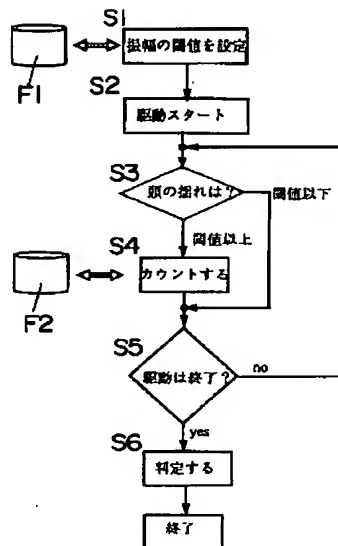 S1
振幅の閾値を設定
F1
S2
駆動スタート
S3
頭の揺れは?
閾値以下
閾値以上
S4
カウントする
F2
S5
駆動は終了?
no
yes
S6
判定する
終了